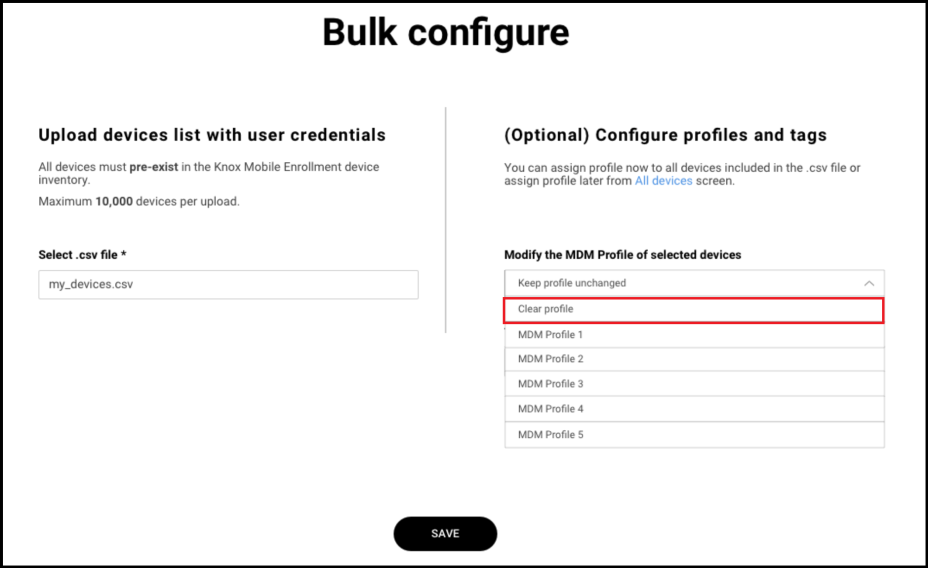 Bulk configure
Upload devices list with user credentials
All devices must pre-exist in the Knox Mobile Enrollment device
inventory.
Maximum 10,000 devices per upload.
Select .csv file *
my_devices.csv
(Optional) Configure profiles and tags
You can assign profile now to all devices included in the .csv file or
assign profile later from All devices screen.
Modify the MDM Profile of selected devices
Keep profile unchanged
Clear profile
MDM Profile 1
MDM Profile 2
MDM Profile 3
MDM Profile 4
MDM Profile 5
SAVE